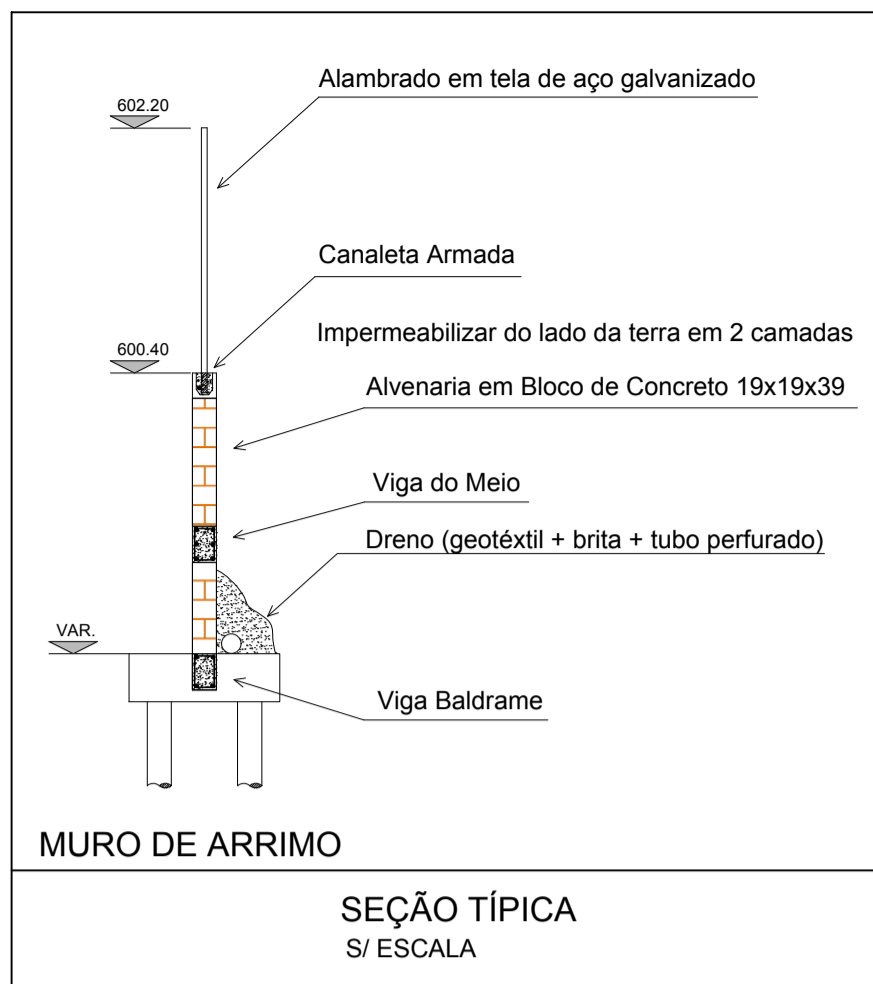 Alambrado em tela de aço galvanizado
602.20
Canaleta Armada
Impermeabilizar do lado da terra em 2 camadas
600.40
Alvenaria em Bloco de Concreto 19x19x39
Viga do Meio
Dreno (geotéxtil + brita + tubo perfurado)
VAR.
Viga Baldrame
MURO DE ARRIMO
SEÇÃO TÍPICA
S/ ESCALA